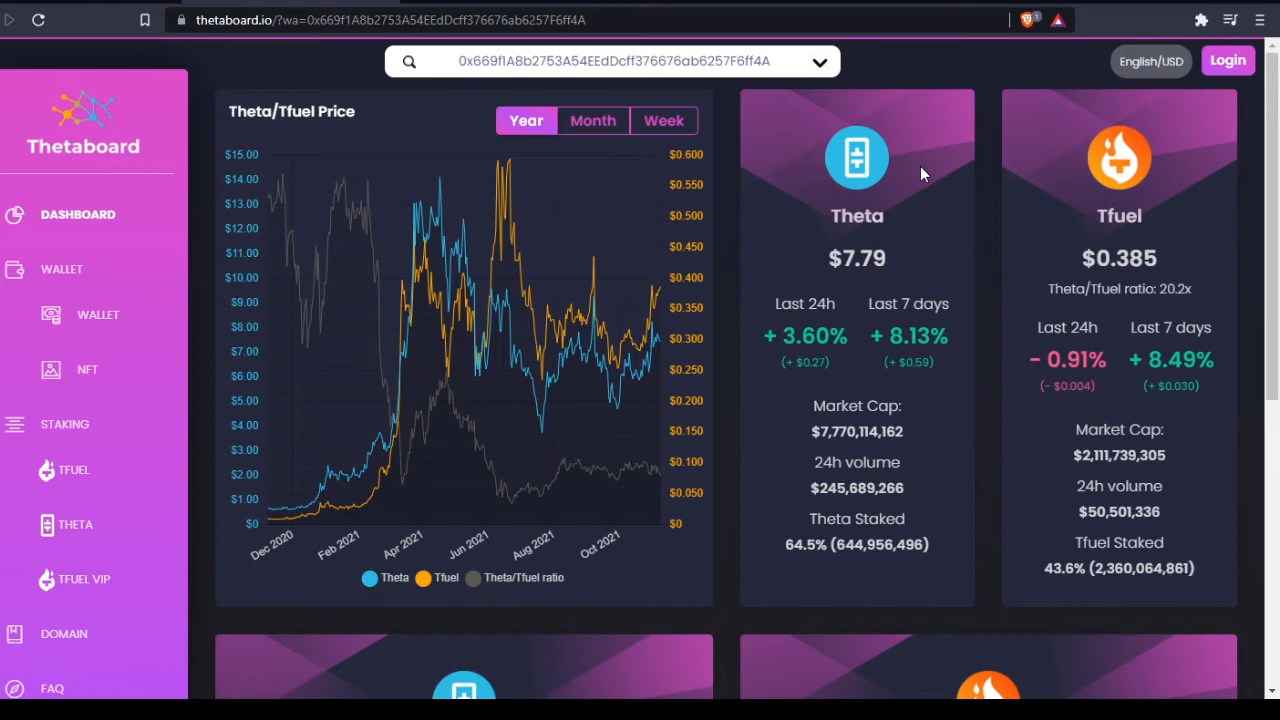 thetaboard.io/?wa=0x669f1A8b2753A54EEdDcff376676ab6257F6ff4A
1
0x669f1A8b2753A54EEdDcff376676ab6257F6ff4A
English/USD
Login
Thetaboard
DASHBOARD
WALLET
WALLET
NFT
STAKING
TFUEL
THETA
TFUEL VIP
DOMAIN
FAQ
Theta/Tfuel Price
Year Month Week
$15.00 $0.600
$14.00 $0.550
$13.00 $0.500
$12.00
$11.00 $0.450
$10.00 $0.400
$9.00 $0.350
$8.00
$7.00 $0.300
$6.00 $0.250
$5.00 $0.200
$4.00 $0.150
$3.00
$2.00 $0.100
$1.00 $0.050
$0 $0
Dec 2020 Feb 2021 Apr 2021 Jun 2021 Aug 2021 Oct 2021
Theta Tfuel Theta/Tfuel ratio
Theta
$7.79
Last 24h Last 7 days
+ 3.60% + 8.13%
(+ $0.27) (+ $0.59)
Market Cap:
$7,770,114,162
24h volume
$245,689,266
Theta Staked
64.5% (644,956,496)
Tfuel
$0.385
Theta/Tfuel ratio: 20.2x
Last 24h Last 7 days
- 0.91% + 8.49%
(- $0.004) (+ $0.030)
Market Cap:
$2,111,739,305
24h volume
$50,501,336
Tfuel Staked
43.6% (2,360,064,861)